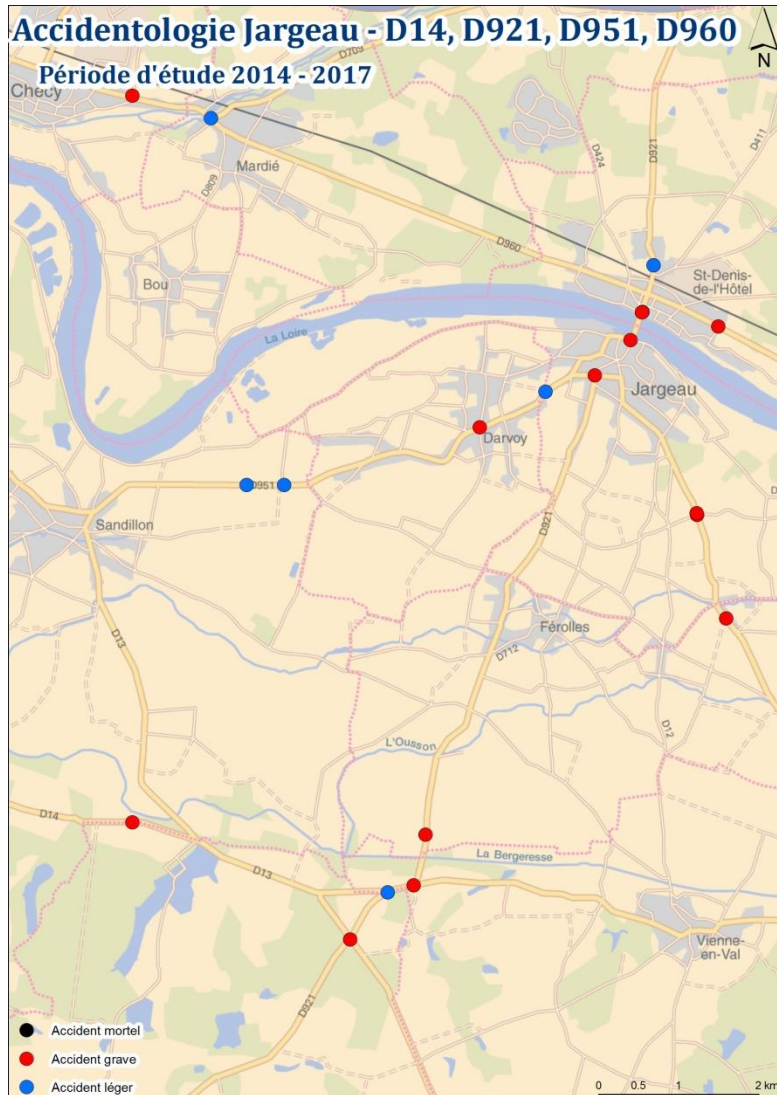 Accidentologie Jargeau - D14, D921, D951, D960
Période d'étude 2014 - 2017
N
D709
Checy
D921
D424
D411
Mardié
D809
D960
St-Denis-
de-l'Hôtel
Bou
La Loire
Jargeau
Darvoy
D951
Sandillon
D921
Férolles
D712
D13
D12
L'Ousson
D14
La Bergeresse
D13
Vienne-
en-Val
D921
Accident mortel
Accident grave
Accident léger
0 0.5 1 2 km